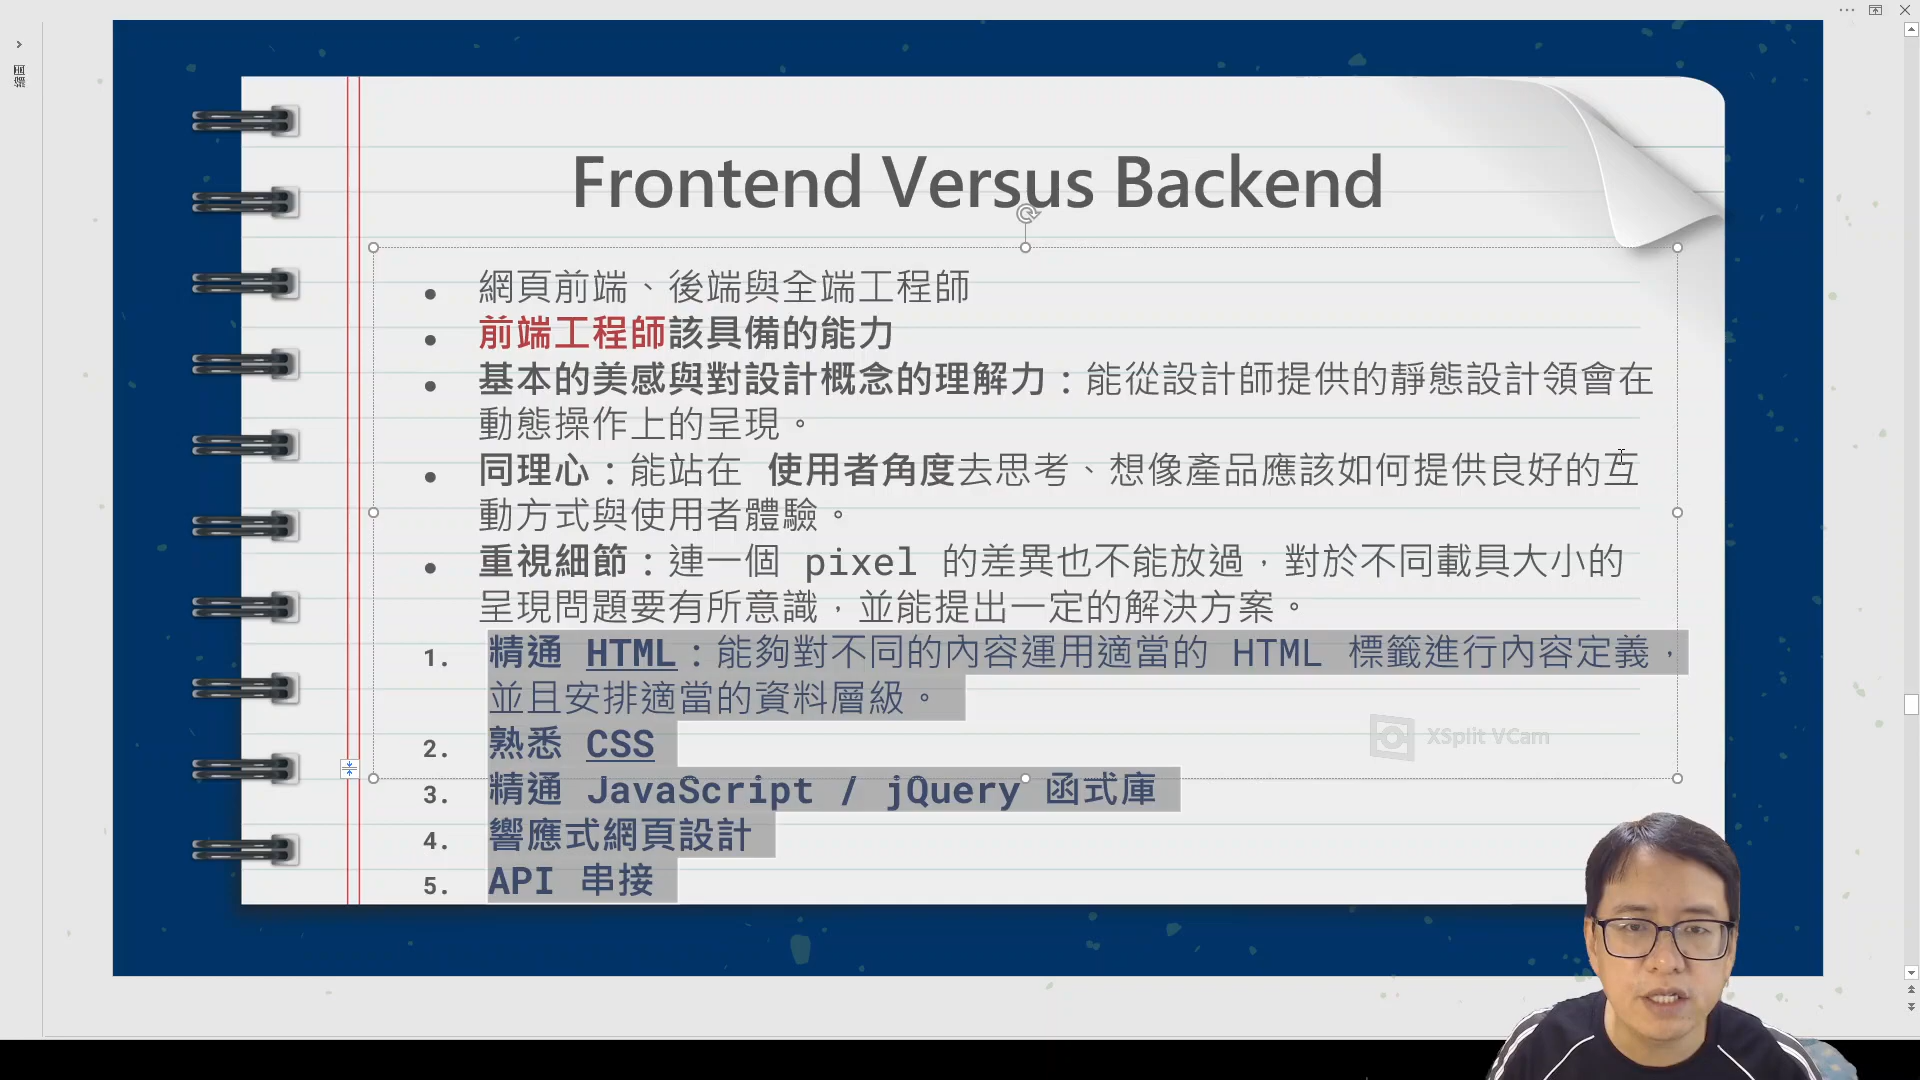 縮圖
Frontend Versus Backend
• 網頁前端、後端與全端工程師
• 前端工程師該具備的能力
• 基本的美感與對設計概念的理解力：能從設計師提供的靜態設計領會在
動態操作上的呈現。
• 同理心：能站在 使用者角度去思考、想像產品應該如何提供良好的互
動方式與使用者體驗。
• 重視細節：連一個 pixel 的差異也不能放過，對於不同載具大小的
呈現問題要有所意識，並能提出一定的解決方案。
1. 精通 HTML：能夠對不同的內容運用適當的 HTML 標籤進行內容定義，
並且安排適當的資料層級。
2. 熟悉 CSS
XSplit VCam
3. 精通 JavaScript / jQuery 函式庫
4. 響應式網頁設計
5. API 串接